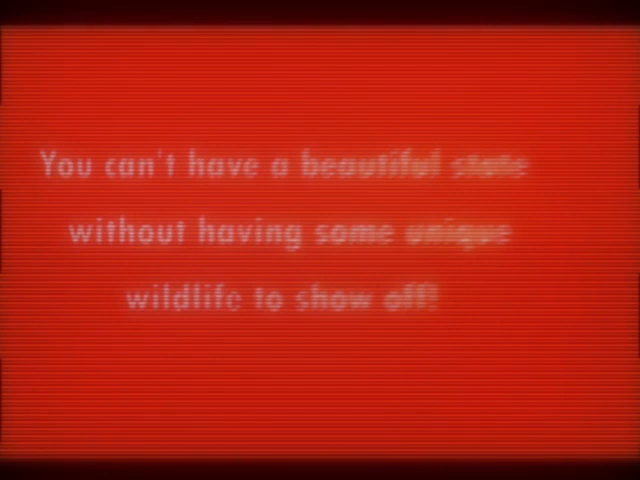 You can't have a beautiful state
without having some unique
wildlife to show off!